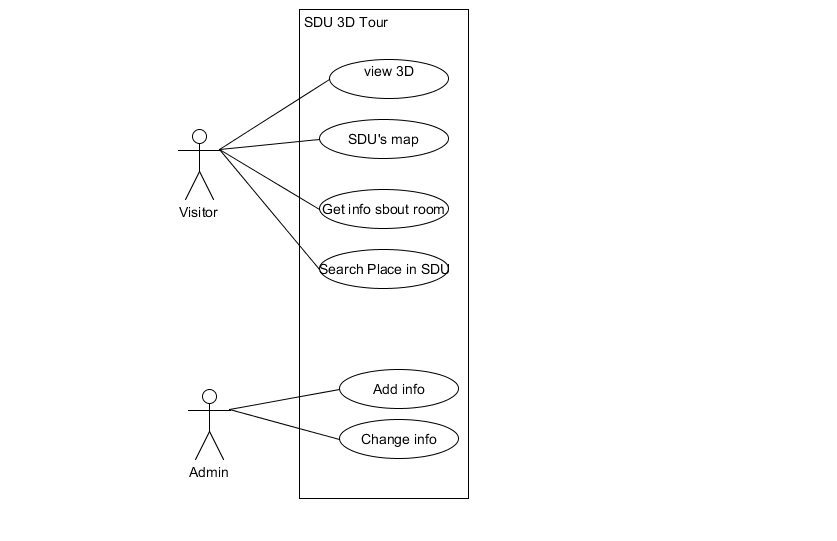 SDU 3D Tour
view 3D
SDU's map
Get info sbout room
Search Place in SDU
Visitor
Add info
Change info
Admin